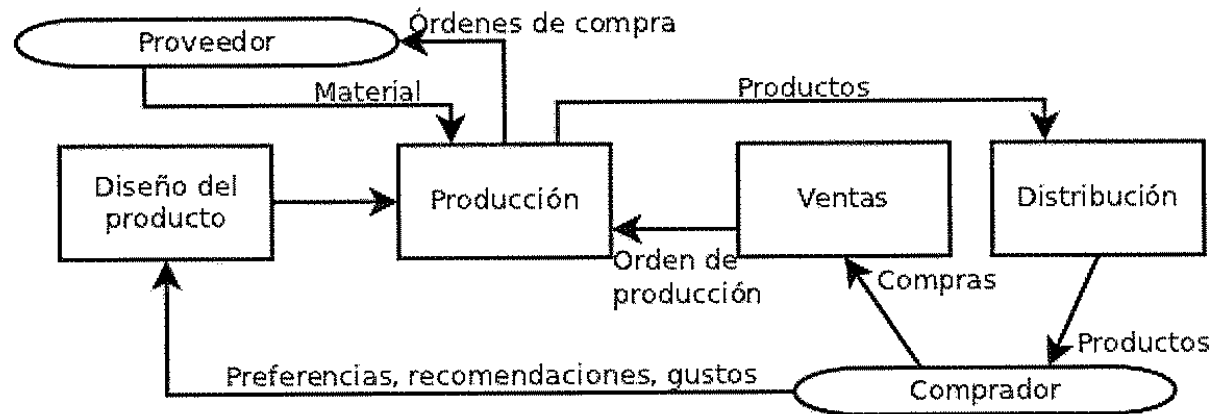 Órdenes de compra
Proveedor
Material
Productos
Diseño del
producto
Producción
Ventas
Distribución
Orden de
producción
Compras
Productos
Preferencias, recomendaciones, gustos
Comprador